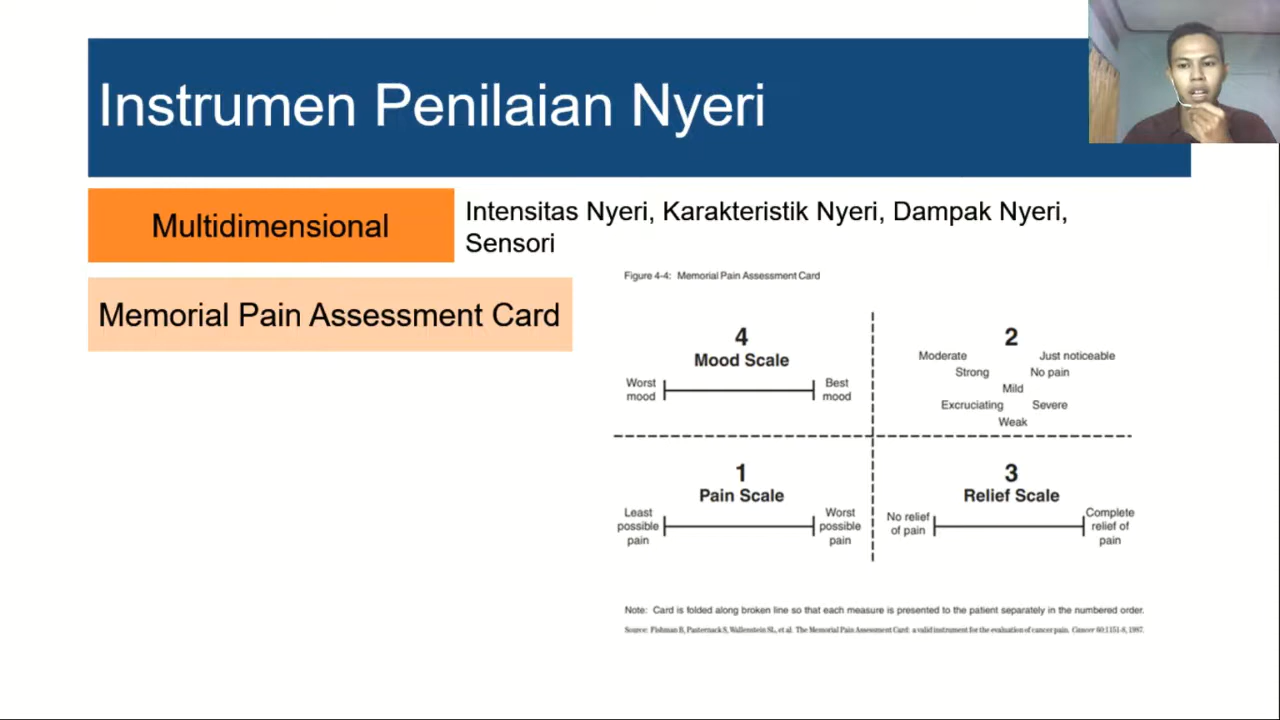 Instrumen Penilaian Nyeri
Multidimensional
Intensitas Nyeri, Karakteristik Nyeri, Dampak Nyeri,
Sensori
Memorial Pain Assessment Card
Figure 4-4: Memorial Pain Assessment Card
4
Mood Scale
Worst
mood
Best
mood
2
Moderate Just noticeable
Strong No pain
Mild
Excruciating Severe
Weak
1
Pain Scale
Least
possible
pain
Worst
possible
pain
3
Relief Scale
No relief
of pain
Complete
relief of
pain
Note: Card is folded along broken line so that each measure is presented to the patient separately in the numbered order.
Source: Fishman B, Pasternack S, Wallenstein SL, et al. The Memorial Pain Assessment Card: a valid instrument for the evaluation of cancer pain. Cancer 60:1151-8, 1987.